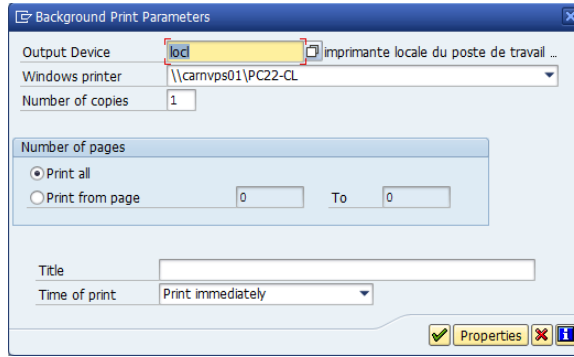 Background Print Parameters
Output Device locl imprimante locale du poste de travail ...
Windows printer \\carnvps01\PC22-CL
Number of copies 1
Number of pages
Print all
Print from page 0 To 0
Title
Time of print Print immediately
Properties